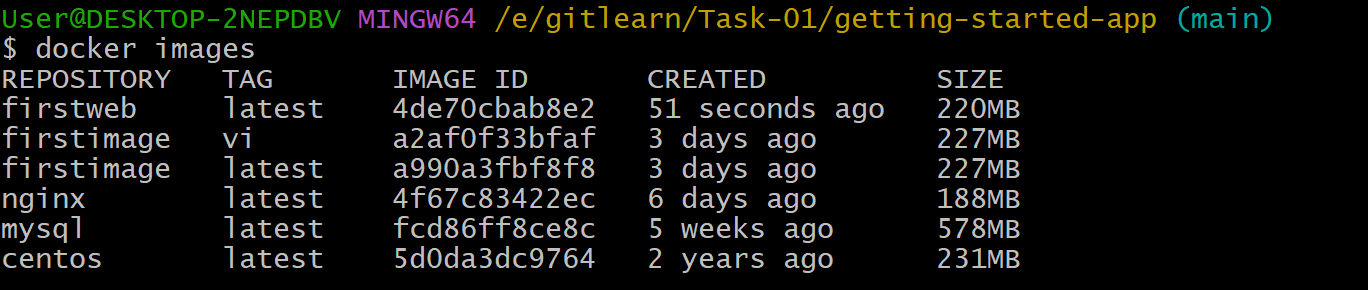 User@DESKTOP-2NEPDBV MINGW64 /e/gitlearn/Task-01/getting-started-app (main)
$ docker images
REPOSITORY   TAG       IMAGE ID       CREATED          SIZE
firstweb     latest    4de70cbab8e2   51 seconds ago   220MB
firstimage   vi        a2af0f33bfaf   3 days ago       227MB
firstimage   latest    a990a3fbf8f8   3 days ago       227MB
nginx        latest    4f67c83422ec   6 days ago       188MB
mysql        latest    fcd86ff8ce8c   5 weeks ago      578MB
centos       latest    5d0da3dc9764   2 years ago      231MB